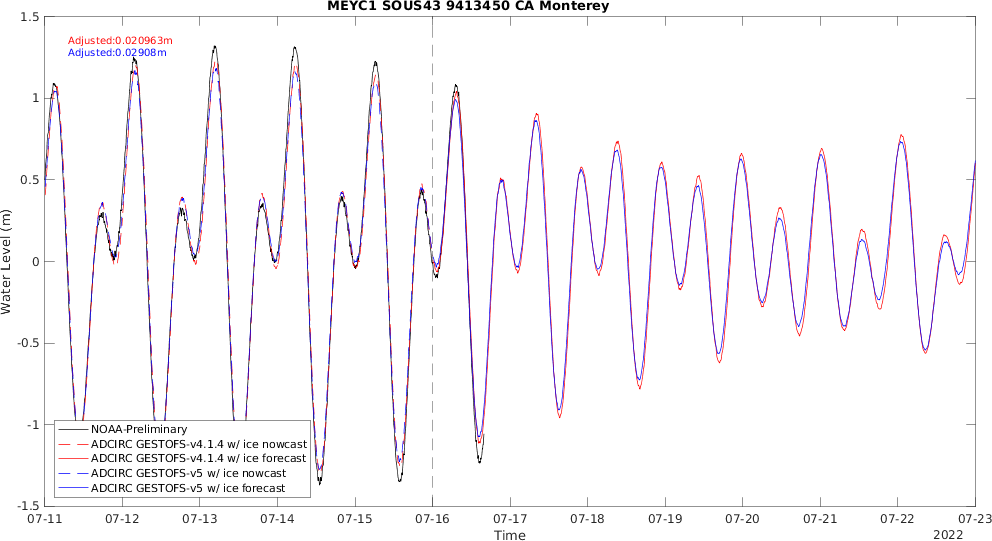 MEYC1 SOUS43 9413450 CA Monterey
Adjusted:0.020963m
Adjusted:0.02908m
1.5
1
0.5
0
-0.5
-1
-1.5
Water Level (m)
NOAA-Preliminary
ADCIRC GESTOFS-v4.1.4 w/ ice nowcast
ADCIRC GESTOFS-v4.1.4 w/ ice forecast
ADCIRC GESTOFS-v5 w/ ice nowcast
ADCIRC GESTOFS-v5 w/ ice forecast
07-11 07-12 07-13 07-14 07-15 07-16 07-17 07-18 07-19 07-20 07-21 07-22 07-23
Time
2022